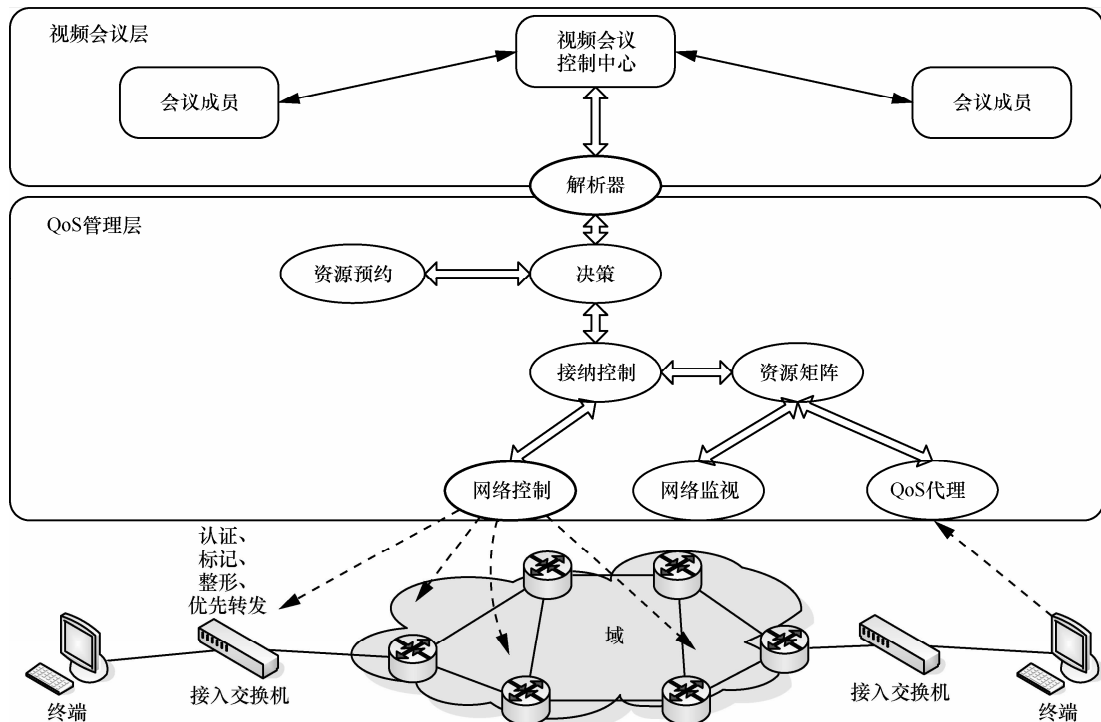 视频会议层
视频会议
控制中心
会议成员
会议成员
解析器
QoS管理层
资源预约
决策
接纳控制
资源矩阵
网络控制
网络监视
QoS代理
认证、
标记、
整形、
优先转发
域
接入交换机
接入交换机
终端
终端